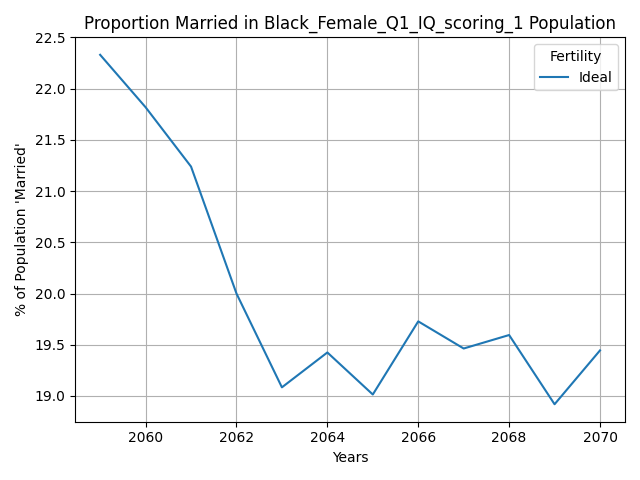 Proportion Married in Black_Female_Q1_IQ_scoring_1 Population
22.5
22.0
21.5
21.0
20.5
20.0
19.5
19.0
% of Population 'Married'
Fertility
Ideal
2060 2062 2064 2066 2068 2070
Years